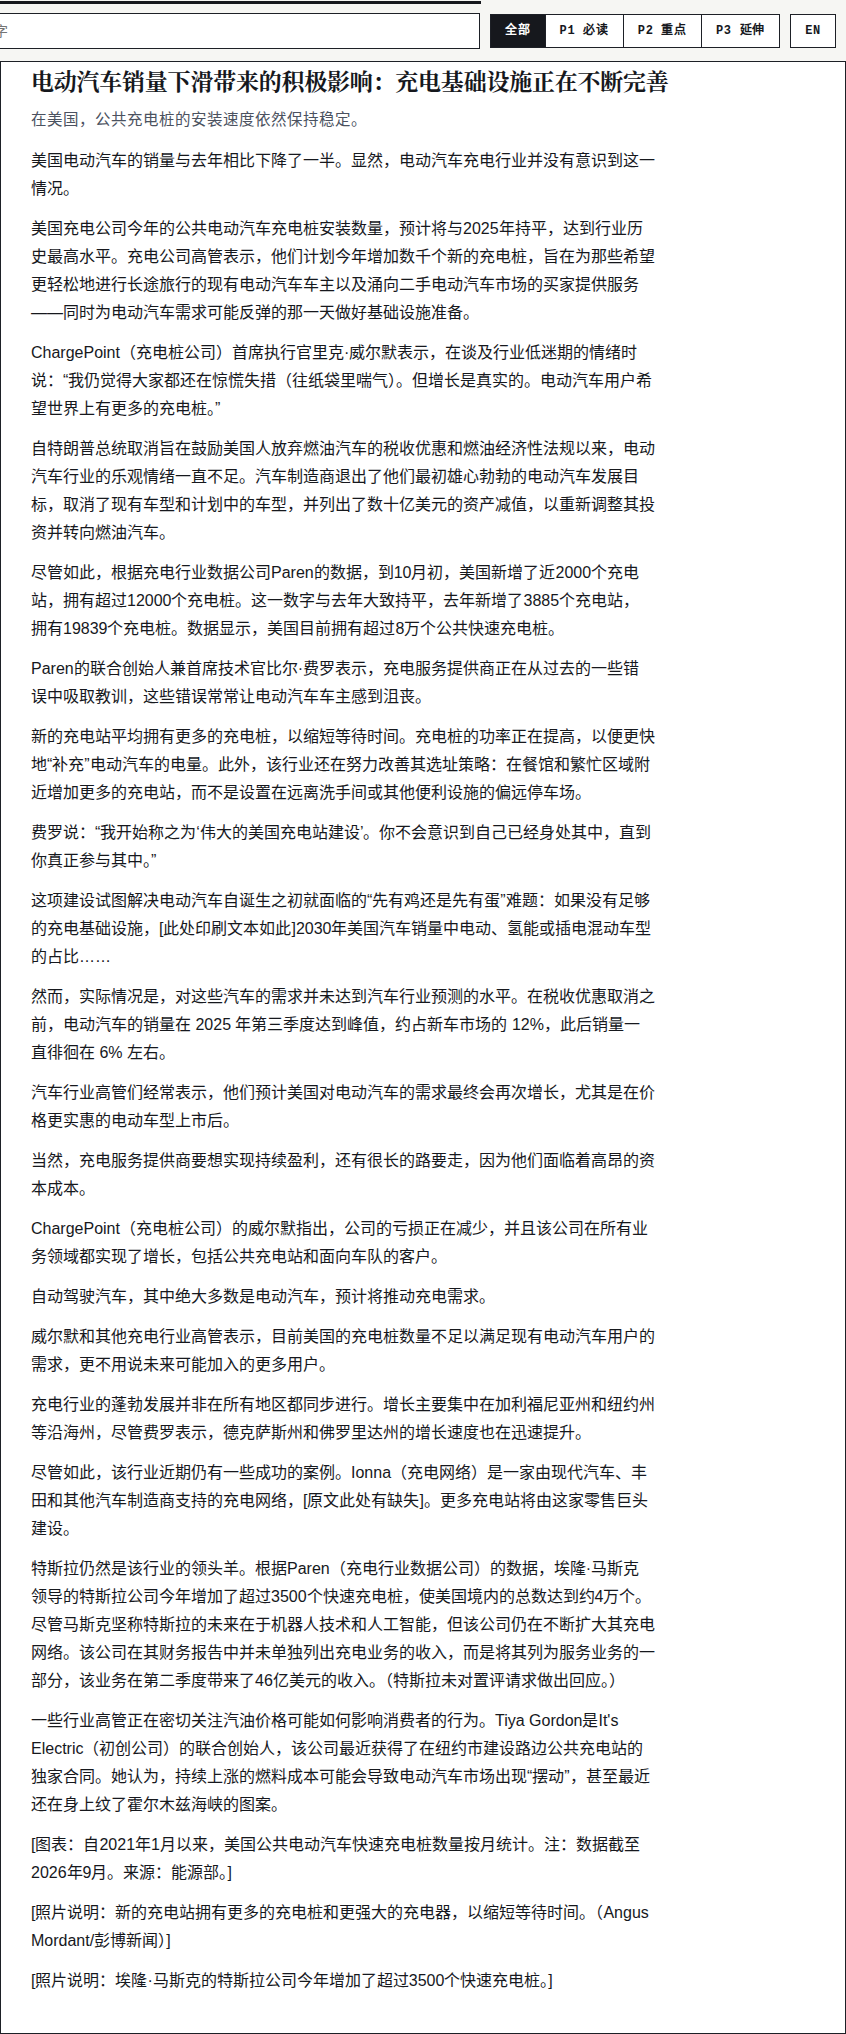 字
全部
P1 必读
P2 重点
P3 延伸
EN
电动汽车销量下滑带来的积极影响：充电基础设施正在不断完善
在美国，公共充电桩的安装速度依然保持稳定。
美国电动汽车的销量与去年相比下降了一半。显然，电动汽车充电行业并没有意识到这一
情况。
美国充电公司今年的公共电动汽车充电桩安装数量，预计将与2025年持平，达到行业历
史最高水平。充电公司高管表示，他们计划今年增加数千个新的充电桩，旨在为那些希望
更轻松地进行长途旅行的现有电动汽车车主以及涌向二手电动汽车市场的买家提供服务
——同时为电动汽车需求可能反弹的那一天做好基础设施准备。
ChargePoint（充电桩公司）首席执行官里克·威尔默表示，在谈及行业低迷期的情绪时
说：“我仍觉得大家都还在惊慌失措（往纸袋里喘气）。但增长是真实的。电动汽车用户希
望世界上有更多的充电桩。”
自特朗普总统取消旨在鼓励美国人放弃燃油汽车的税收优惠和燃油经济性法规以来，电动
汽车行业的乐观情绪一直不足。汽车制造商退出了他们最初雄心勃勃的电动汽车发展目
标，取消了现有车型和计划中的车型，并列出了数十亿美元的资产减值，以重新调整其投
资并转向燃油汽车。
尽管如此，根据充电行业数据公司Paren的数据，到10月初，美国新增了近2000个充电
站，拥有超过12000个充电桩。这一数字与去年大致持平，去年新增了3885个充电站，
拥有19839个充电桩。数据显示，美国目前拥有超过8万个公共快速充电桩。
Paren的联合创始人兼首席技术官比尔·费罗表示，充电服务提供商正在从过去的一些错
误中吸取教训，这些错误常常让电动汽车车主感到沮丧。
新的充电站平均拥有更多的充电桩，以缩短等待时间。充电桩的功率正在提高，以便更快
地“补充”电动汽车的电量。此外，该行业还在努力改善其选址策略：在餐馆和繁忙区域附
近增加更多的充电站，而不是设置在远离洗手间或其他便利设施的偏远停车场。
费罗说：“我开始称之为‘伟大的美国充电站建设’。你不会意识到自己已经身处其中，直到
你真正参与其中。”
这项建设试图解决电动汽车自诞生之初就面临的“先有鸡还是先有蛋”难题：如果没有足够
的充电基础设施，[此处印刷文本如此]2030年美国汽车销量中电动、氢能或插电混动车型
的占比……
然而，实际情况是，对这些汽车的需求并未达到汽车行业预测的水平。在税收优惠取消之
前，电动汽车的销量在 2025 年第三季度达到峰值，约占新车市场的 12%，此后销量一
直徘徊在 6% 左右。
汽车行业高管们经常表示，他们预计美国对电动汽车的需求最终会再次增长，尤其是在价
格更实惠的电动车型上市后。
当然，充电服务提供商要想实现持续盈利，还有很长的路要走，因为他们面临着高昂的资
本成本。
ChargePoint（充电桩公司）的威尔默指出，公司的亏损正在减少，并且该公司在所有业
务领域都实现了增长，包括公共充电站和面向车队的客户。
自动驾驶汽车，其中绝大多数是电动汽车，预计将推动充电需求。
威尔默和其他充电行业高管表示，目前美国的充电桩数量不足以满足现有电动汽车用户的
需求，更不用说未来可能加入的更多用户。
充电行业的蓬勃发展并非在所有地区都同步进行。增长主要集中在加利福尼亚州和纽约州
等沿海州，尽管费罗表示，德克萨斯州和佛罗里达州的增长速度也在迅速提升。
尽管如此，该行业近期仍有一些成功的案例。Ionna（充电网络）是一家由现代汽车、丰
田和其他汽车制造商支持的充电网络，[原文此处有缺失]。更多充电站将由这家零售巨头
建设。
特斯拉仍然是该行业的领头羊。根据Paren（充电行业数据公司）的数据，埃隆·马斯克
领导的特斯拉公司今年增加了超过3500个快速充电桩，使美国境内的总数达到约4万个。
尽管马斯克坚称特斯拉的未来在于机器人技术和人工智能，但该公司仍在不断扩大其充电
网络。该公司在其财务报告中并未单独列出充电业务的收入，而是将其列为服务业务的一
部分，该业务在第二季度带来了46亿美元的收入。（特斯拉未对置评请求做出回应。）
一些行业高管正在密切关注汽油价格可能如何影响消费者的行为。Tiya Gordon是It's
Electric（初创公司）的联合创始人，该公司最近获得了在纽约市建设路边公共充电站的
独家合同。她认为，持续上涨的燃料成本可能会导致电动汽车市场出现“摆动”，甚至最近
还在身上纹了霍尔木兹海峡的图案。
[图表：自2021年1月以来，美国公共电动汽车快速充电桩数量按月统计。注：数据截至
2026年9月。来源：能源部。]
[照片说明：新的充电站拥有更多的充电桩和更强大的充电器，以缩短等待时间。（Angus
Mordant/彭博新闻）]
[照片说明：埃隆·马斯克的特斯拉公司今年增加了超过3500个快速充电桩。]